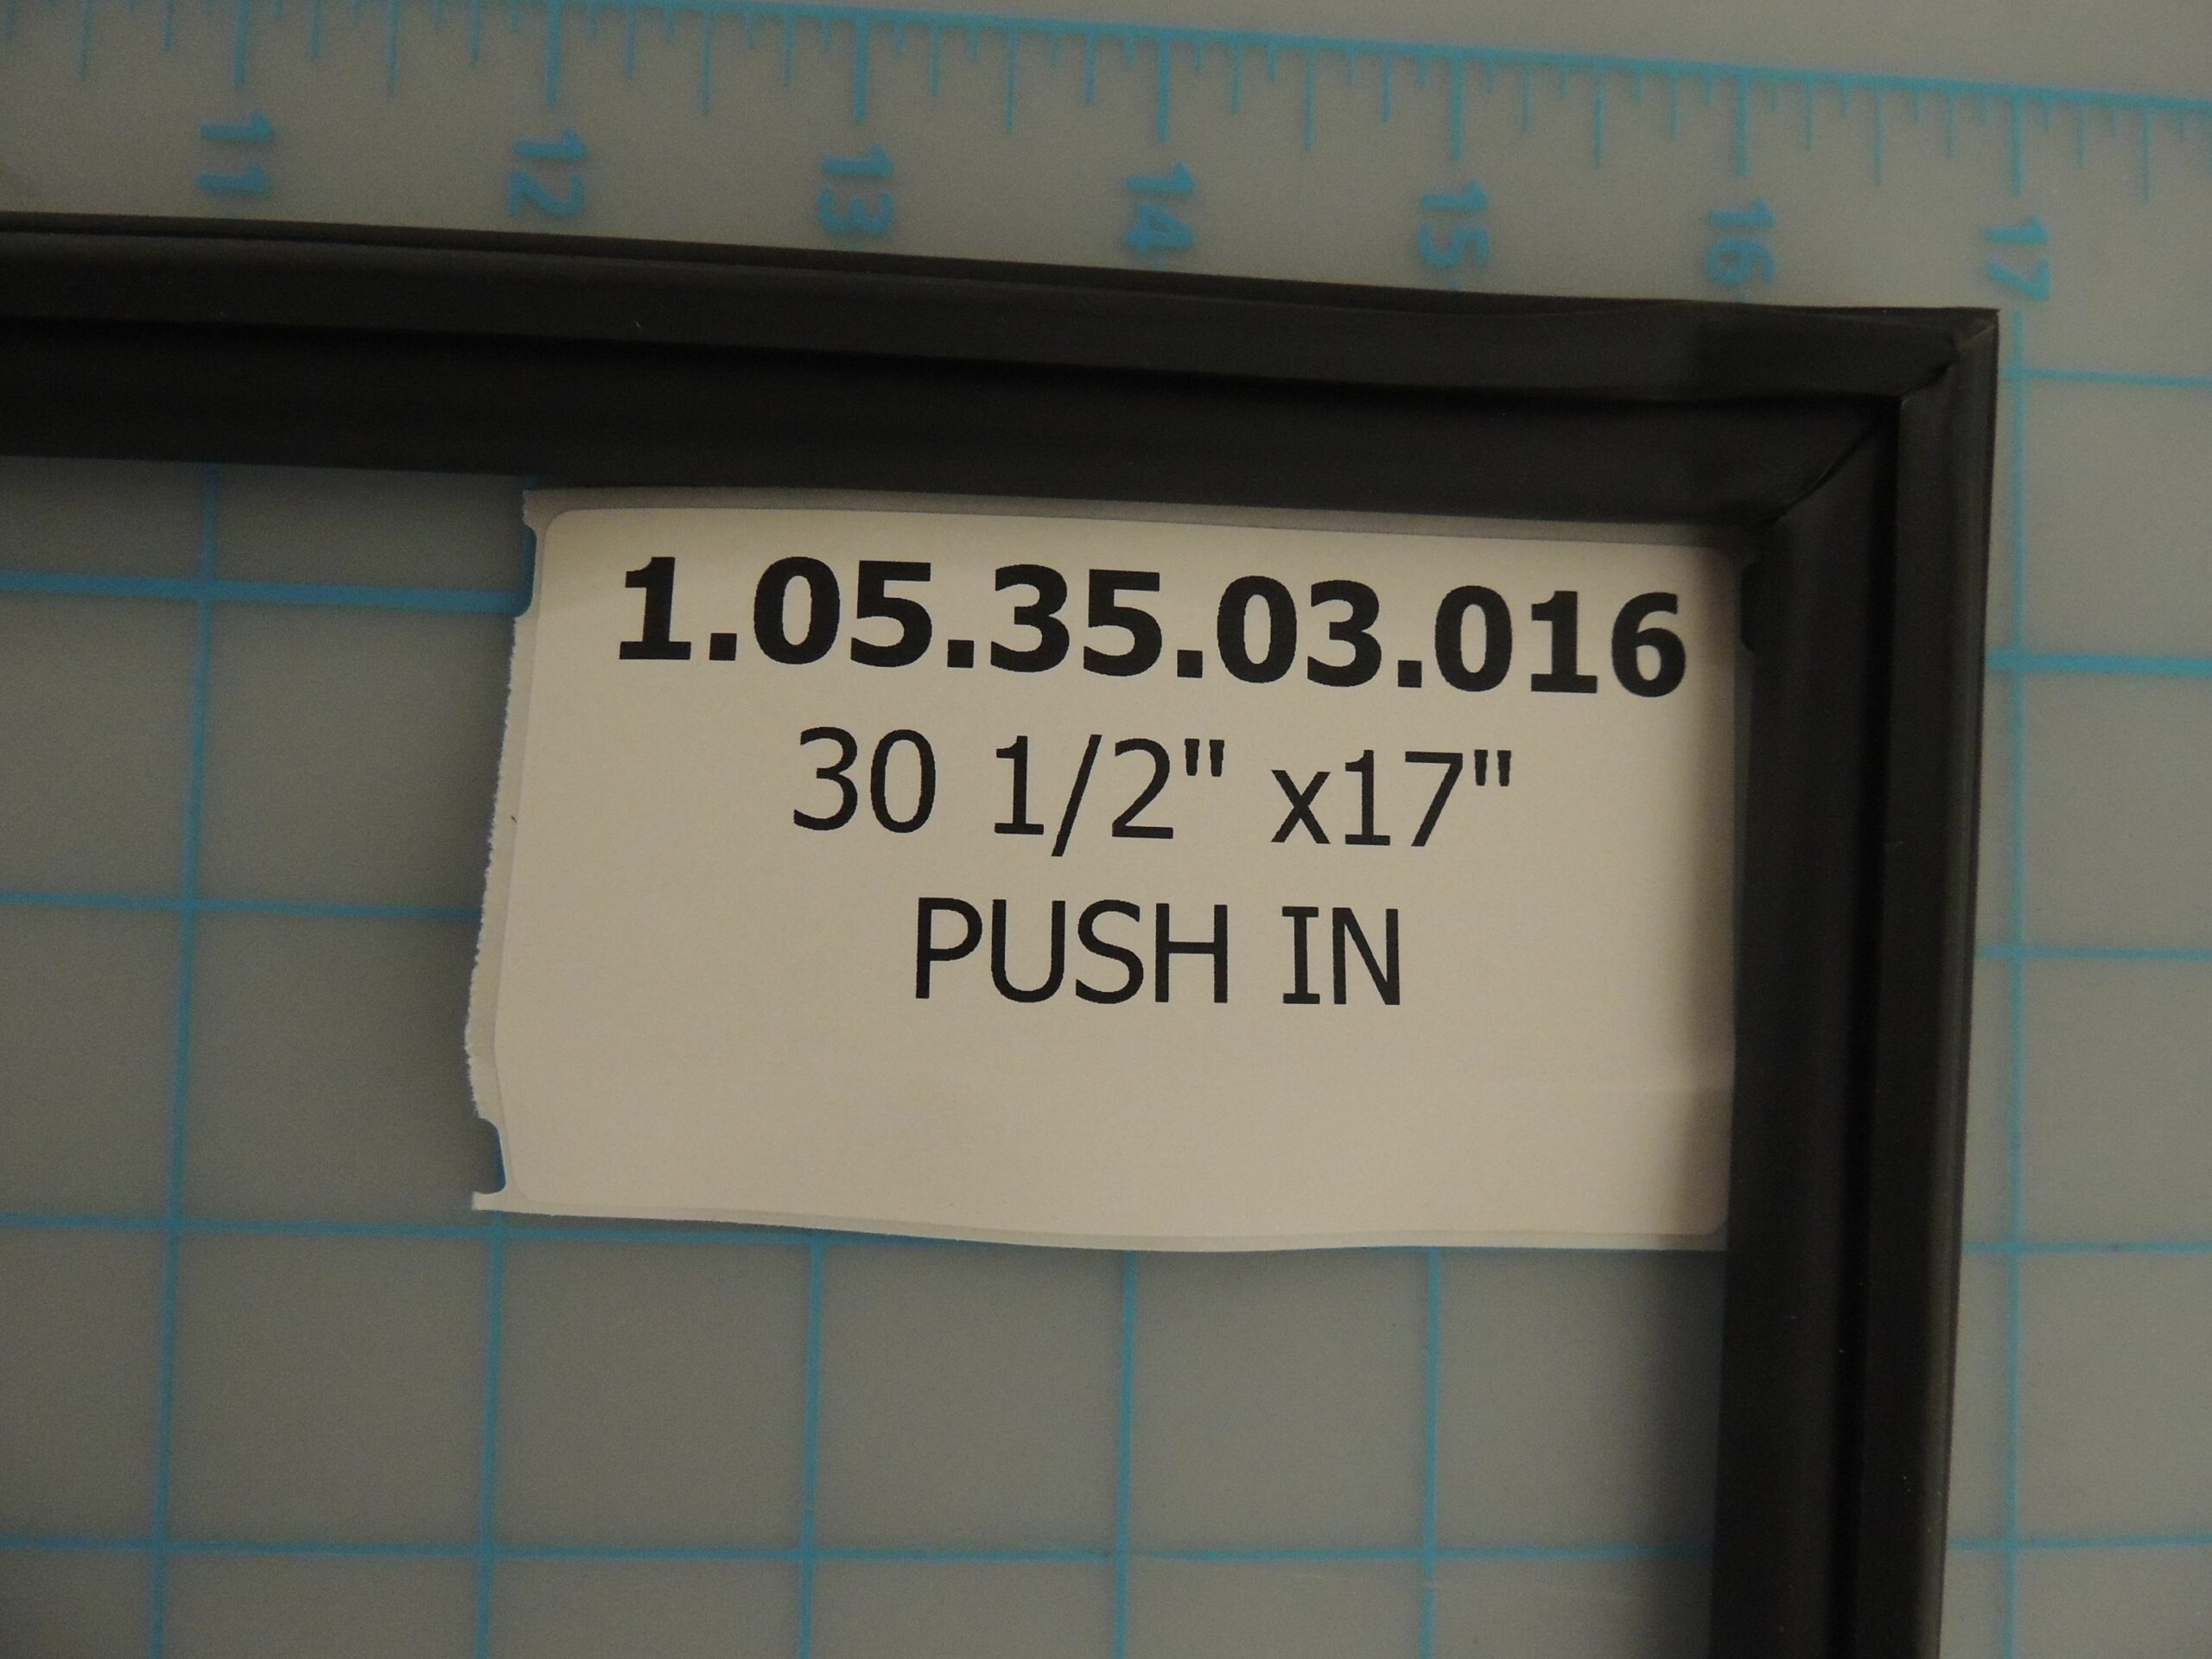 11 12 13 14 15 16 17
1.05.35.03.016
30 1/2" x17"
PUSH IN